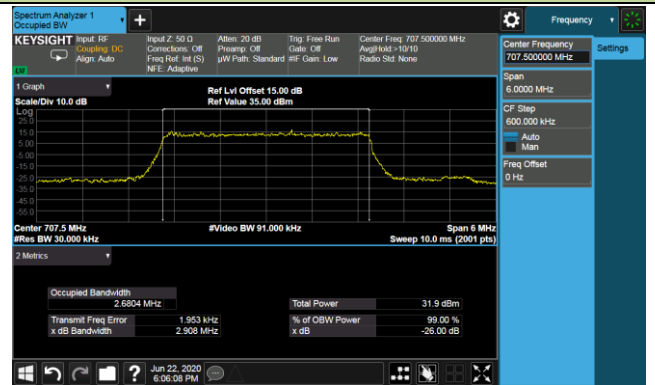 Spectrum Analyzer 1
Occupied BW
Frequency
KEYSIGHT Input: RF
Coupling: DC
Align: Auto
LW
Input Z: 50 Ω
Corrections: Off
Freq Ref: Int (S)
NFE: Adaptive
Atten: 20 dB
Preamp: Off
µW Path: Standard
Trig: Free Run
Gate: Off
#IF Gain: Low
Center Freq: 707.500000 MHz
Avg|Hold:>10/10
Radio Std: None
Center Frequency
707.500000 MHz
Settings
Span
6.0000 MHz
CF Step
600.000 kHz
Auto
Man
Freq Offset
0 Hz
1 Graph
Scale/Div 10.0 dB
Ref Lvl Offset 15.00 dB
Ref Value 35.00 dBm
Log
25.0
15.0
5.00
-5.00
-15.0
-25.0
-35.0
-45.0
-55.0
Center 707.5 MHz
#Res BW 30.000 kHz
#Video BW 91.000 kHz
Span 6 MHz
Sweep 10.0 ms (2001 pts)
2 Metrics
Occupied Bandwidth
2.6804 MHz
Total Power 31.9 dBm
Transmit Freq Error 1.953 kHz
% of OBW Power 99.00 %
x dB Bandwidth 2.908 MHz
x dB -26.00 dB
Jun 22, 2020
6:06:08 PM